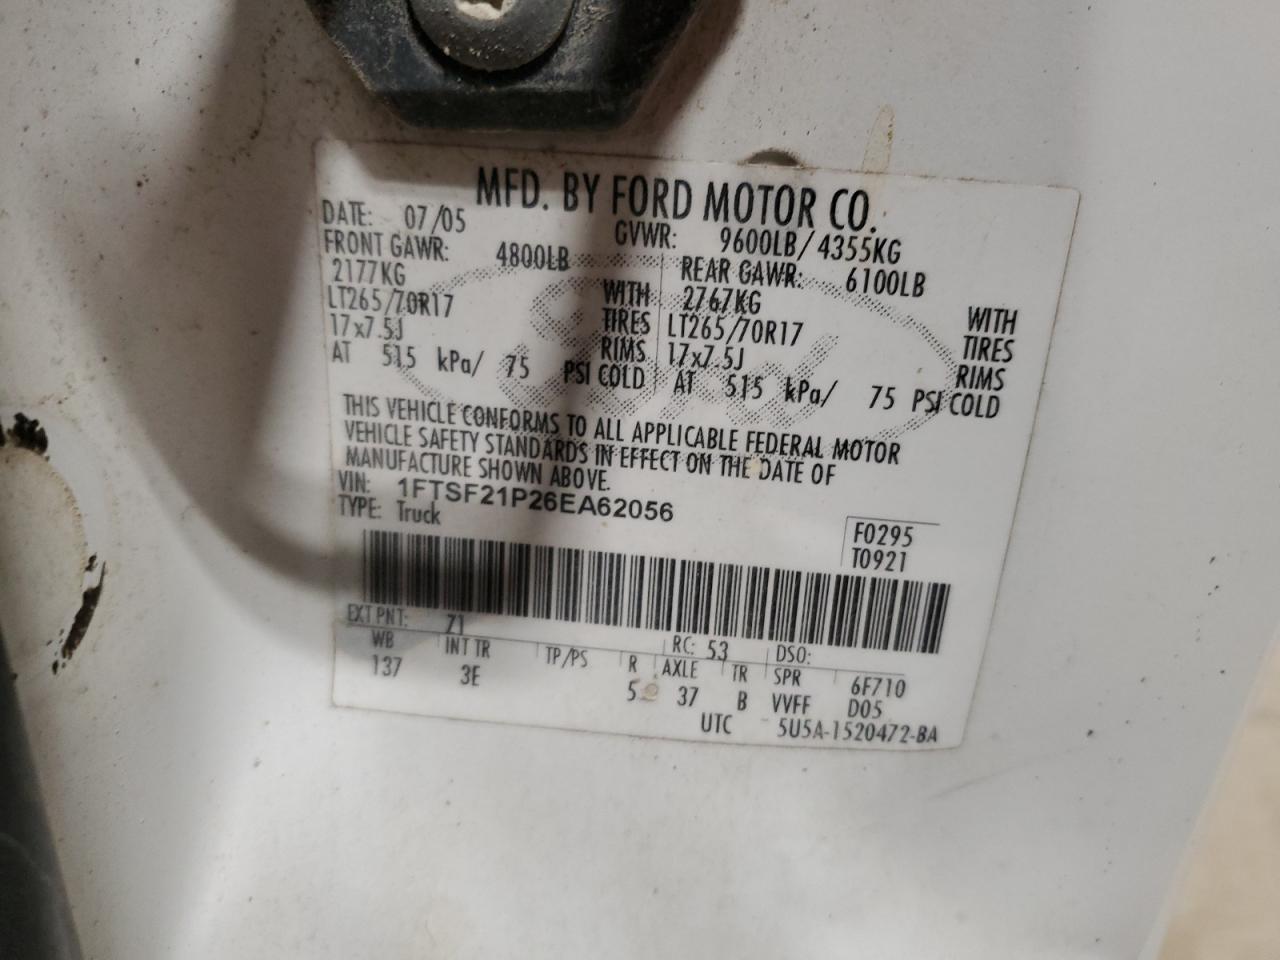 MFD. BY FORD MOTOR CO.
DATE: 07/05 GVWR: 9600LB/4355KG
FRONT GAWR: 4800LB REAR GAWR: 6100LB
2177KG WITH 2767KG WITH
LT265/70R17 TIRES LT265/70R17 TIRES
17x7.5J RIMS 17x7.5J RIMS
AT 515 kPa/ 75 PSI COLD AT 515 kPa/ 75 PSI COLD
THIS VEHICLE CONFORMS TO ALL APPLICABLE FEDERAL MOTOR
VEHICLE SAFETY STANDARDS IN EFFECT ON THE DATE OF
MANUFACTURE SHOWN ABOVE.
VIN: 1FTSF21P26EA62056
TYPE: Truck
F0295
T0921
EXT PNT: Z1 RC: 53 DSO:
WB INT TR TP/PS R AXLE TR SPR 6F710
137 3E 5 37 B VVFF D05
UTC 5U5A-1520472-BA